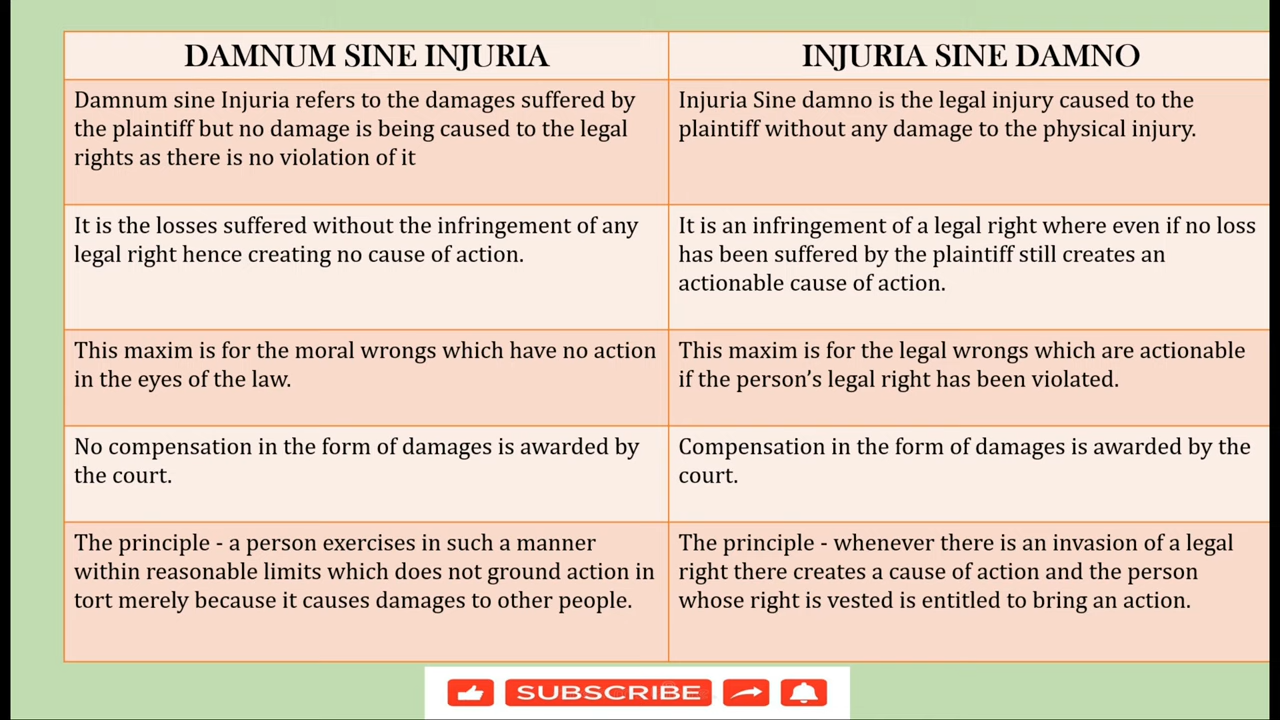 DAMNUM SINE INJURIA
INJURIA SINE DAMNO
Damnum sine Injuria refers to the damages suffered by
the plaintiff but no damage is being caused to the legal
rights as there is no violation of it
Injuria Sine damno is the legal injury caused to the
plaintiff without any damage to the physical injury.
It is the losses suffered without the infringement of any
legal right hence creating no cause of action.
It is an infringement of a legal right where even if no loss
has been suffered by the plaintiff still creates an
actionable cause of action.
This maxim is for the moral wrongs which have no action
in the eyes of the law.
This maxim is for the legal wrongs which are actionable
if the person’s legal right has been violated.
No compensation in the form of damages is awarded by
the court.
Compensation in the form of damages is awarded by the
court.
The principle - a person exercises in such a manner
within reasonable limits which does not ground action in
tort merely because it causes damages to other people.
The principle - whenever there is an invasion of a legal
right there creates a cause of action and the person
whose right is vested is entitled to bring an action.
SUBSCRIBE